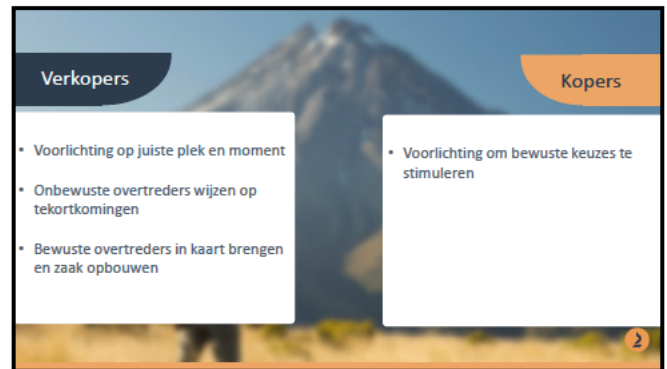 Verkopers
Kopers
• Voorlichting op juiste plek en moment
• Onbewuste overtreders wijzen op
tekortkomingen
• Bewuste overtreders in kaart brengen
en zaak opbouwen
• Voorlichting om bewuste keuzes te
stimuleren